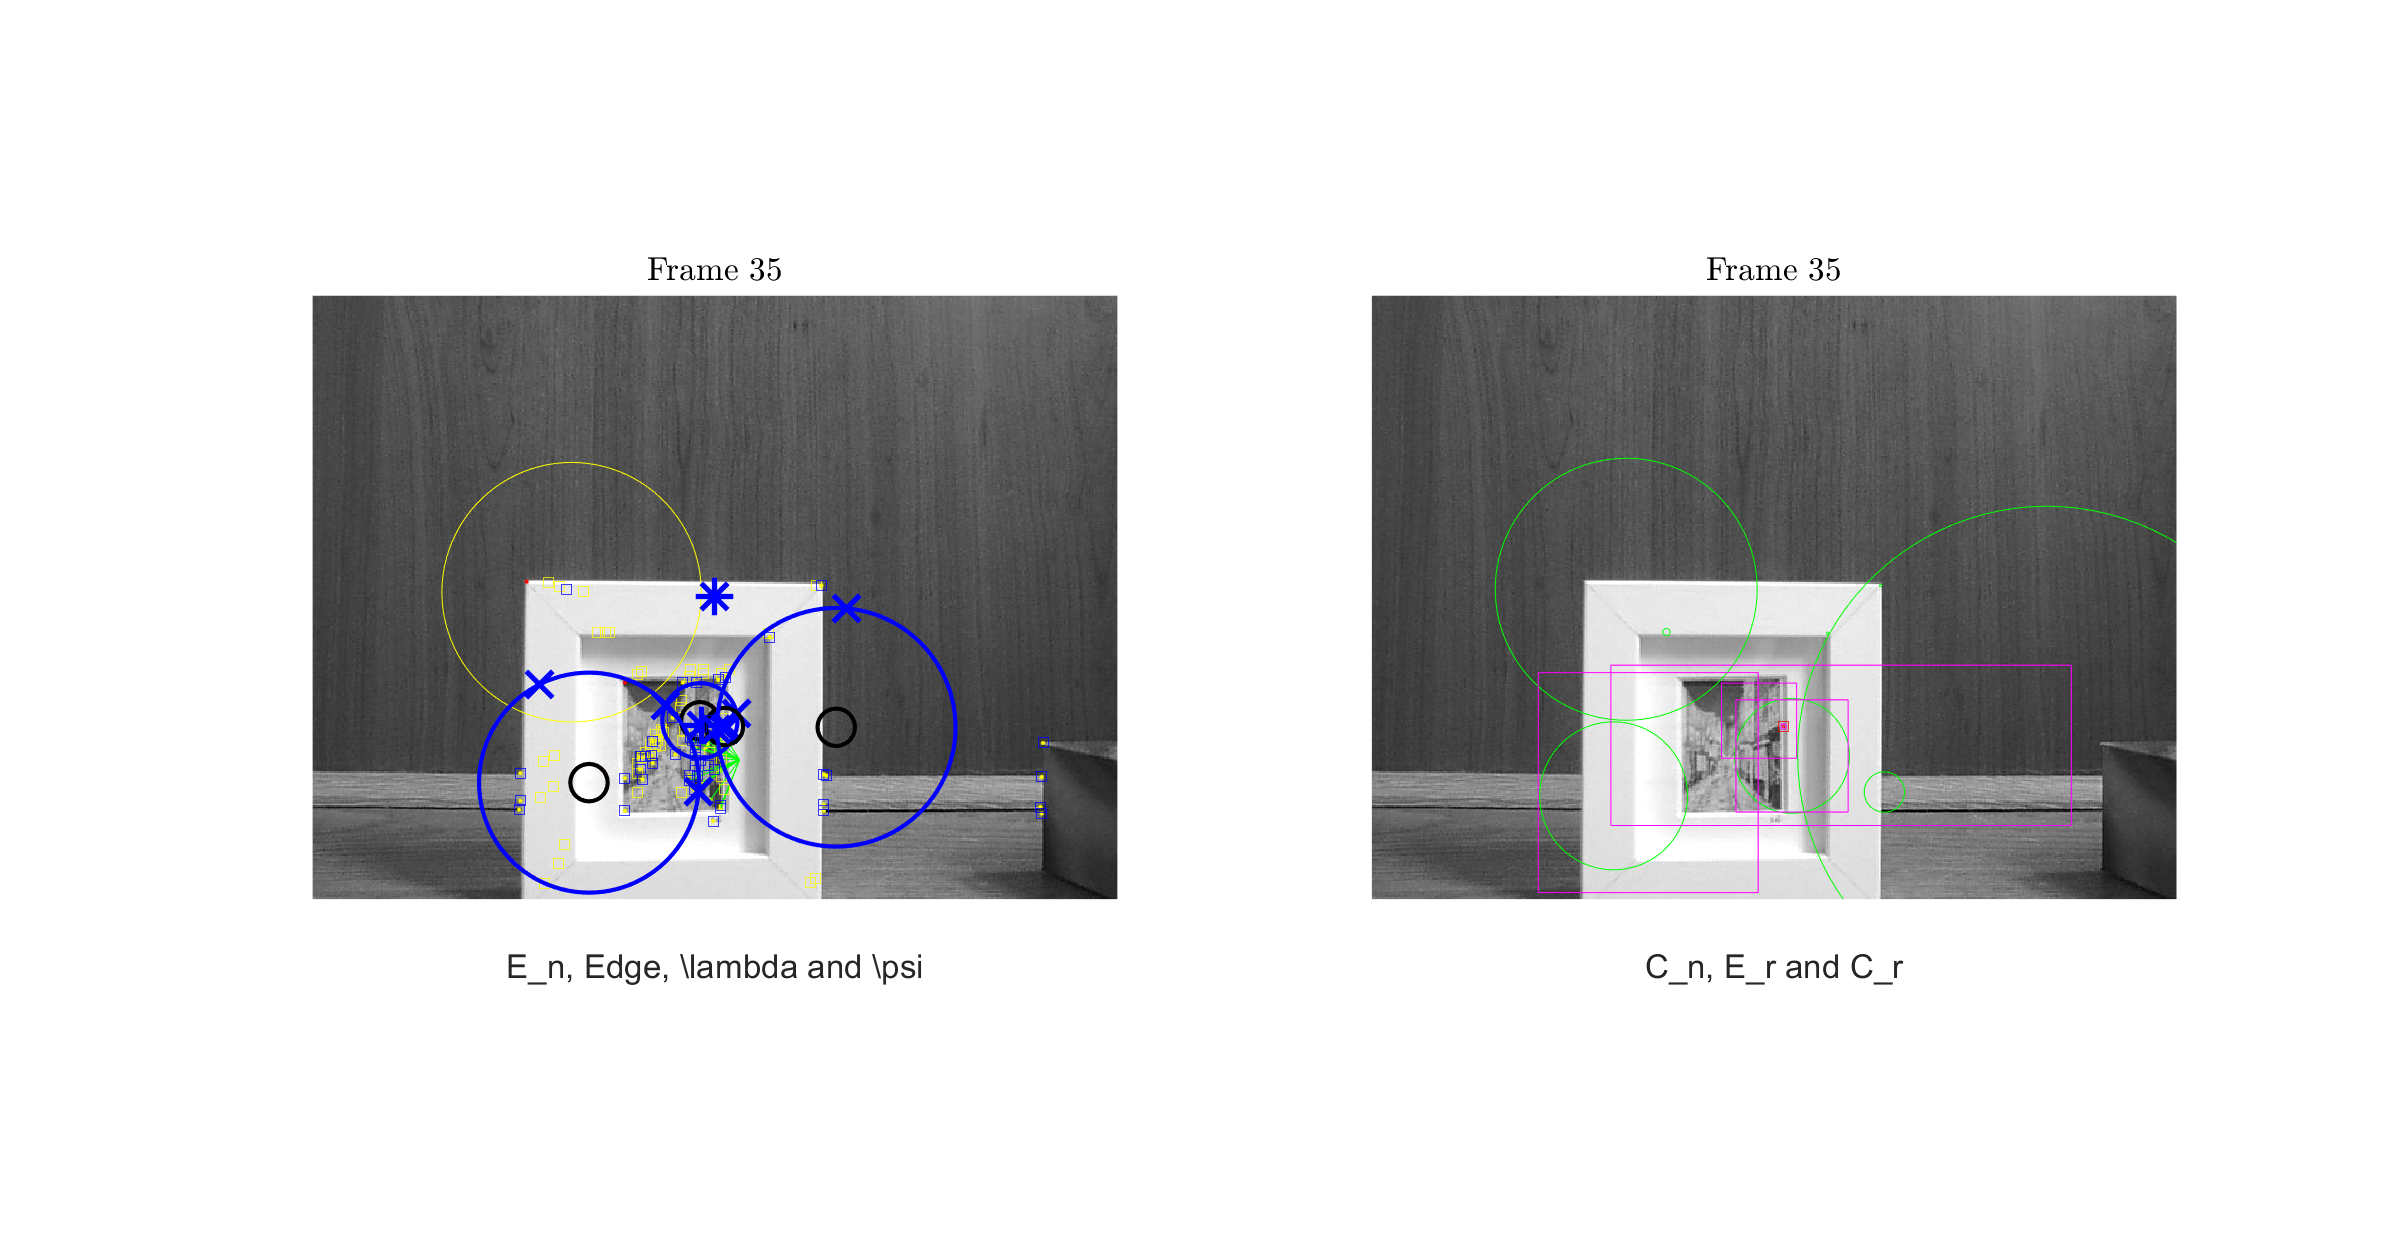 Frame 35
Frame 35
E_n, Edge, \lambda and \psi
C_n, E_r and C_r